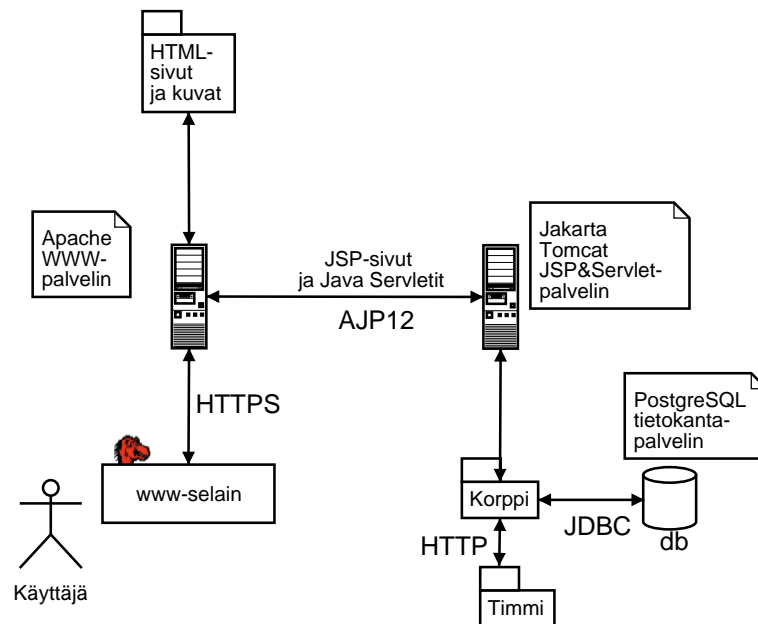 HTML-
sivut
ja kuvat
Apache
WWW-
palvelin
JSP-sivut
ja Java Servletit
AJP12
Jakarta
Tomcat
JSP&Servlet-
palvelin
HTTPS
PostgreSQL
tietokanta-
palvelin
www-selain
Korppi
JDBC
db
HTTP
Käyttäjä
Timmi